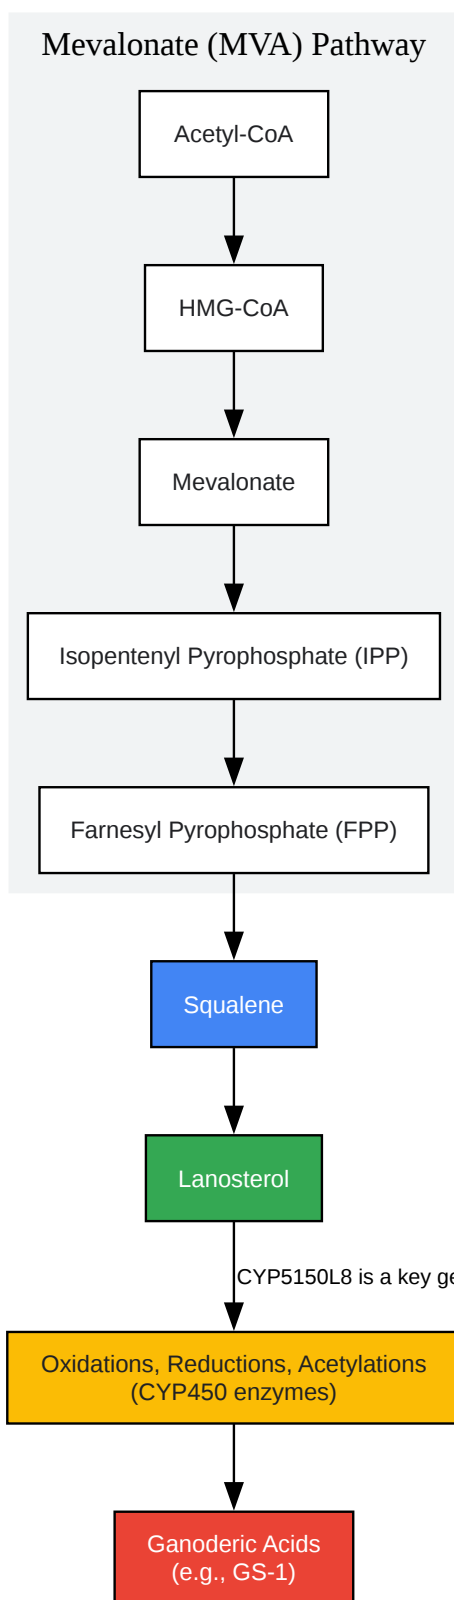 Mevalonate (MVA) Pathway
Acetyl-CoA
HMG-CoA
Mevalonate
Isopentenyl Pyrophosphate (IPP)
Farnesyl Pyrophosphate (FPP)
Squalene
Lanosterol
CYP5150L8 is a key ge
Oxidations, Reductions, Acetylations
(CYP450 enzymes)
Ganoderic Acids
(e.g., GS-1)